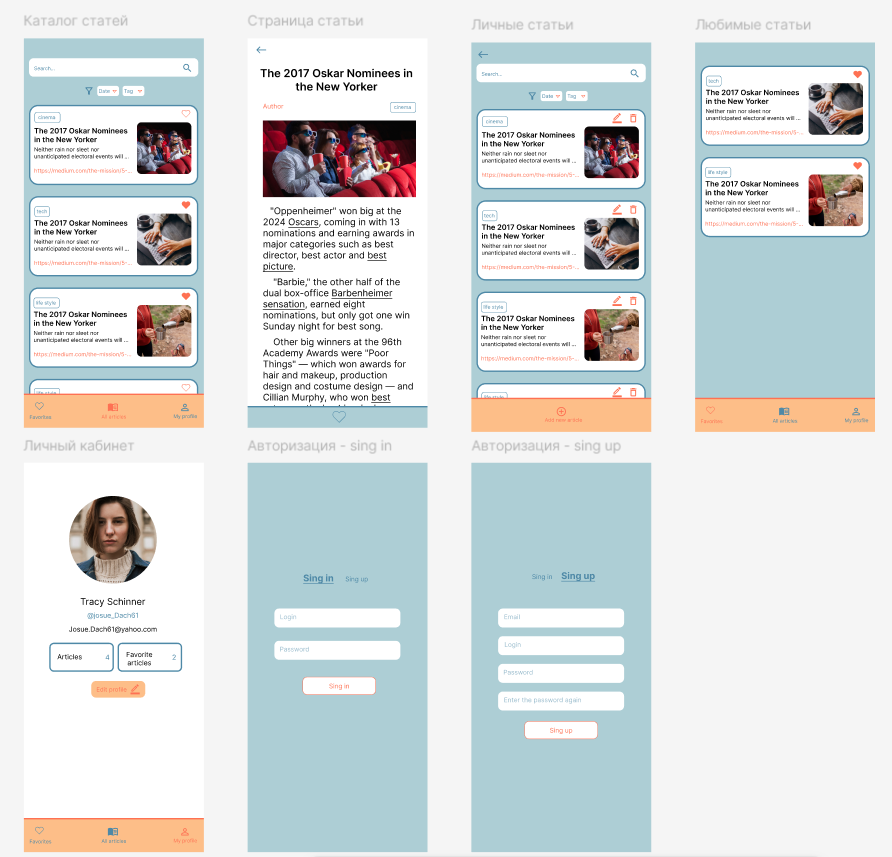 Каталог статей
Search...
Date
Tag
cinema
The 2017 Oskar Nominees
in the New Yorker
Neither rain nor sleet nor
unanticipated electoral events will ...
https://medium.com/the-mission/5-...
tech
The 2017 Oskar Nominees
in the New Yorker
Neither rain nor sleet nor
unanticipated electoral events will ...
https://medium.com/the-mission/5-...
life style
The 2017 Oskar Nominees
in the New Yorker
Neither rain nor sleet nor
unanticipated electoral events will ...
https://medium.com/the-mission/5-...
life style
Favorites
All articles
My profile
Страница статьи
The 2017 Oskar Nominees in
the New Yorker
Author
cinema
"Oppenheimer" won big at the
2024 Oscars, coming in with 13
nominations and earning awards in
major categories such as best
director, best actor and best
picture.
"Barbie," the other half of the
dual box-office Barbenheimer
sensation, earned eight
nominations, but only got one win
Sunday night for best song.
Other big winners at the 96th
Academy Awards were "Poor
Things" — which won awards for
hair and makeup, production
design and costume design — and
Cillian Murphy, who won best
Личные статьи
Search...
Date
Tag
cinema
The 2017 Oskar Nominees
in the New Yorker
Neither rain nor sleet nor
unanticipated electoral events will ...
https://medium.com/the-mission/5-...
tech
The 2017 Oskar Nominees
in the New Yorker
Neither rain nor sleet nor
unanticipated electoral events will ...
https://medium.com/the-mission/5-...
life style
The 2017 Oskar Nominees
in the New Yorker
Neither rain nor sleet nor
unanticipated electoral events will ...
https://medium.com/the-mission/5-...
life style
Add new article
Любимые статьи
tech
The 2017 Oskar Nominees
in the New Yorker
Neither rain nor sleet nor
unanticipated electoral events will ...
https://medium.com/the-mission/5-...
life style
The 2017 Oskar Nominees
in the New Yorker
Neither rain nor sleet nor
unanticipated electoral events will ...
https://medium.com/the-mission/5-...
Favorites
All articles
My profile
Личный кабинет
Tracy Schinner
@josue_Dach61
Josue.Dach61@yahoo.com
Articles 4
Favorite
articles 2
Edit profile
Favorites
All articles
My profile
Авторизация - sing in
Sing in
Sing up
Login
Password
Sing in
Авторизация - sing up
Sing in
Sing up
Email
Login
Password
Enter the password again
Sing up